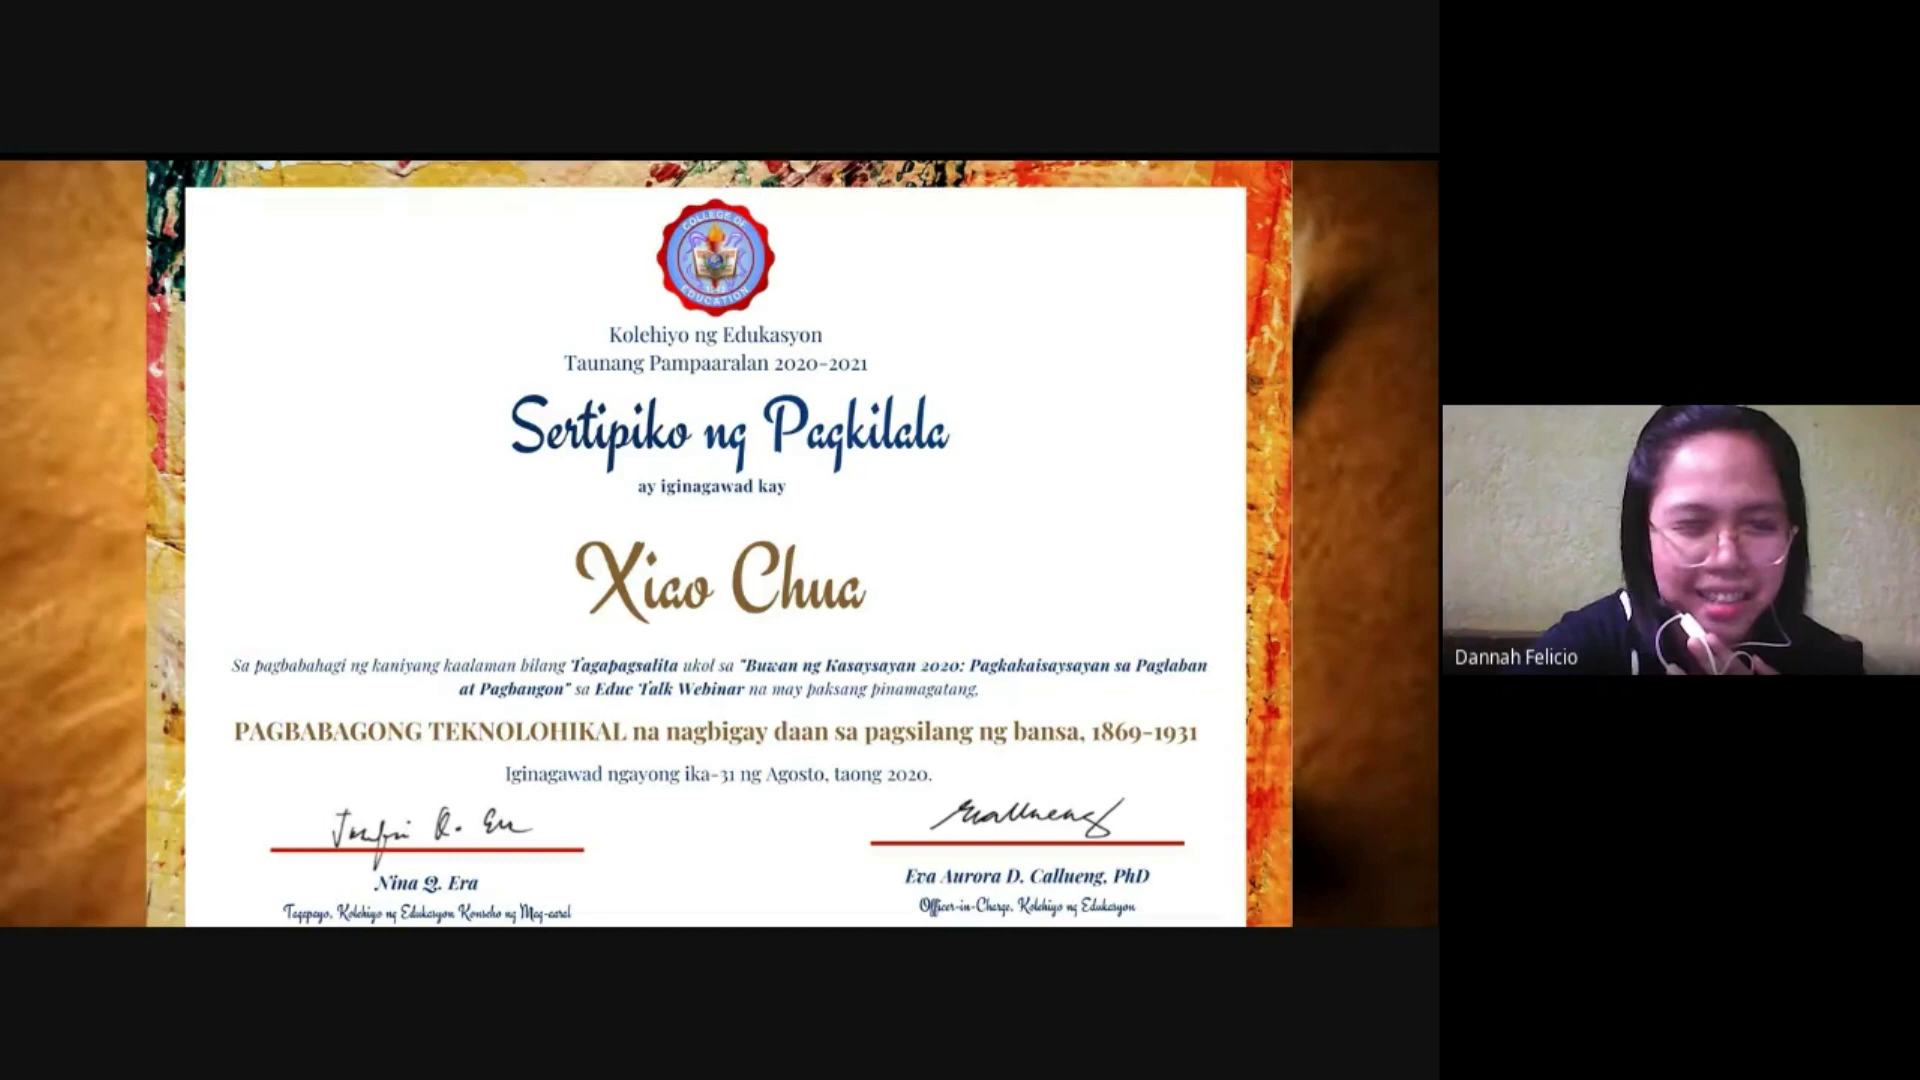 COLLEGE OF
EDUCATION
Kolehiyo ng Edukasyon
Taunang Pampaaralan 2020-2021
Sertipiko ng Pagkilala
ay iginagawad kay
Xiao Chua
Sa pagbabahagi ng kaniyang kaalaman bilang Tagapagsalita ukol sa "Buwan ng Kasaysayan 2020: Pagkakaisaysayan sa Paglaban
at Pagbangon" sa Educ Talk Webinar na may paksang pinamagatang,
PAGBABAGONG TEKNOLOHIKAL na nagbigay daan sa pagsilang ng bansa, 1869-1931
Iginagawad ngayong ika-31 ng Agosto, taong 2020.
Nina Q. Era
Tagapayo, Kolehiyo ng Edukasyon Konseho ng Mag-aaral
Eva Aurora D. Callueng, PhD
Officer-in-Charge, Kolehiyo ng Edukasyon
Dannah Felicio